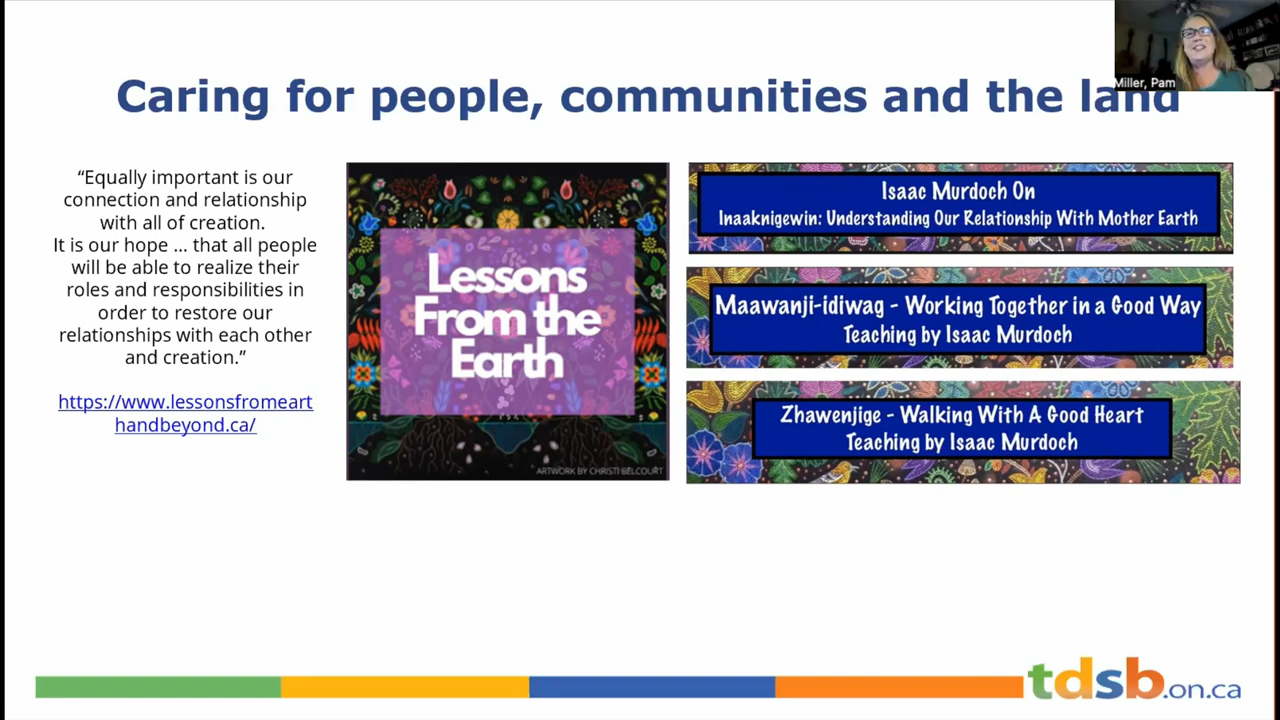 Miller, Pam
Caring for people, communities and the land
“Equally important is our
connection and relationship
with all of creation.
It is our hope ... that all people
will be able to realize their
roles and responsibilities in
order to restore our
relationships with each other
and creation.”
https://www.lessonsfromeart
handbeyond.ca/
Lessons
From the
Earth
ARTWORK BY CHRISTI BELCOURT
Isaac Murdoch On
Inaaknigewin: Understanding Our Relationship With Mother Earth
Maawanji-idiwag - Working Together in a Good Way
Teaching by Isaac Murdoch
Zhawenjige - Walking With A Good Heart
Teaching by Isaac Murdoch
tdsb.on.ca